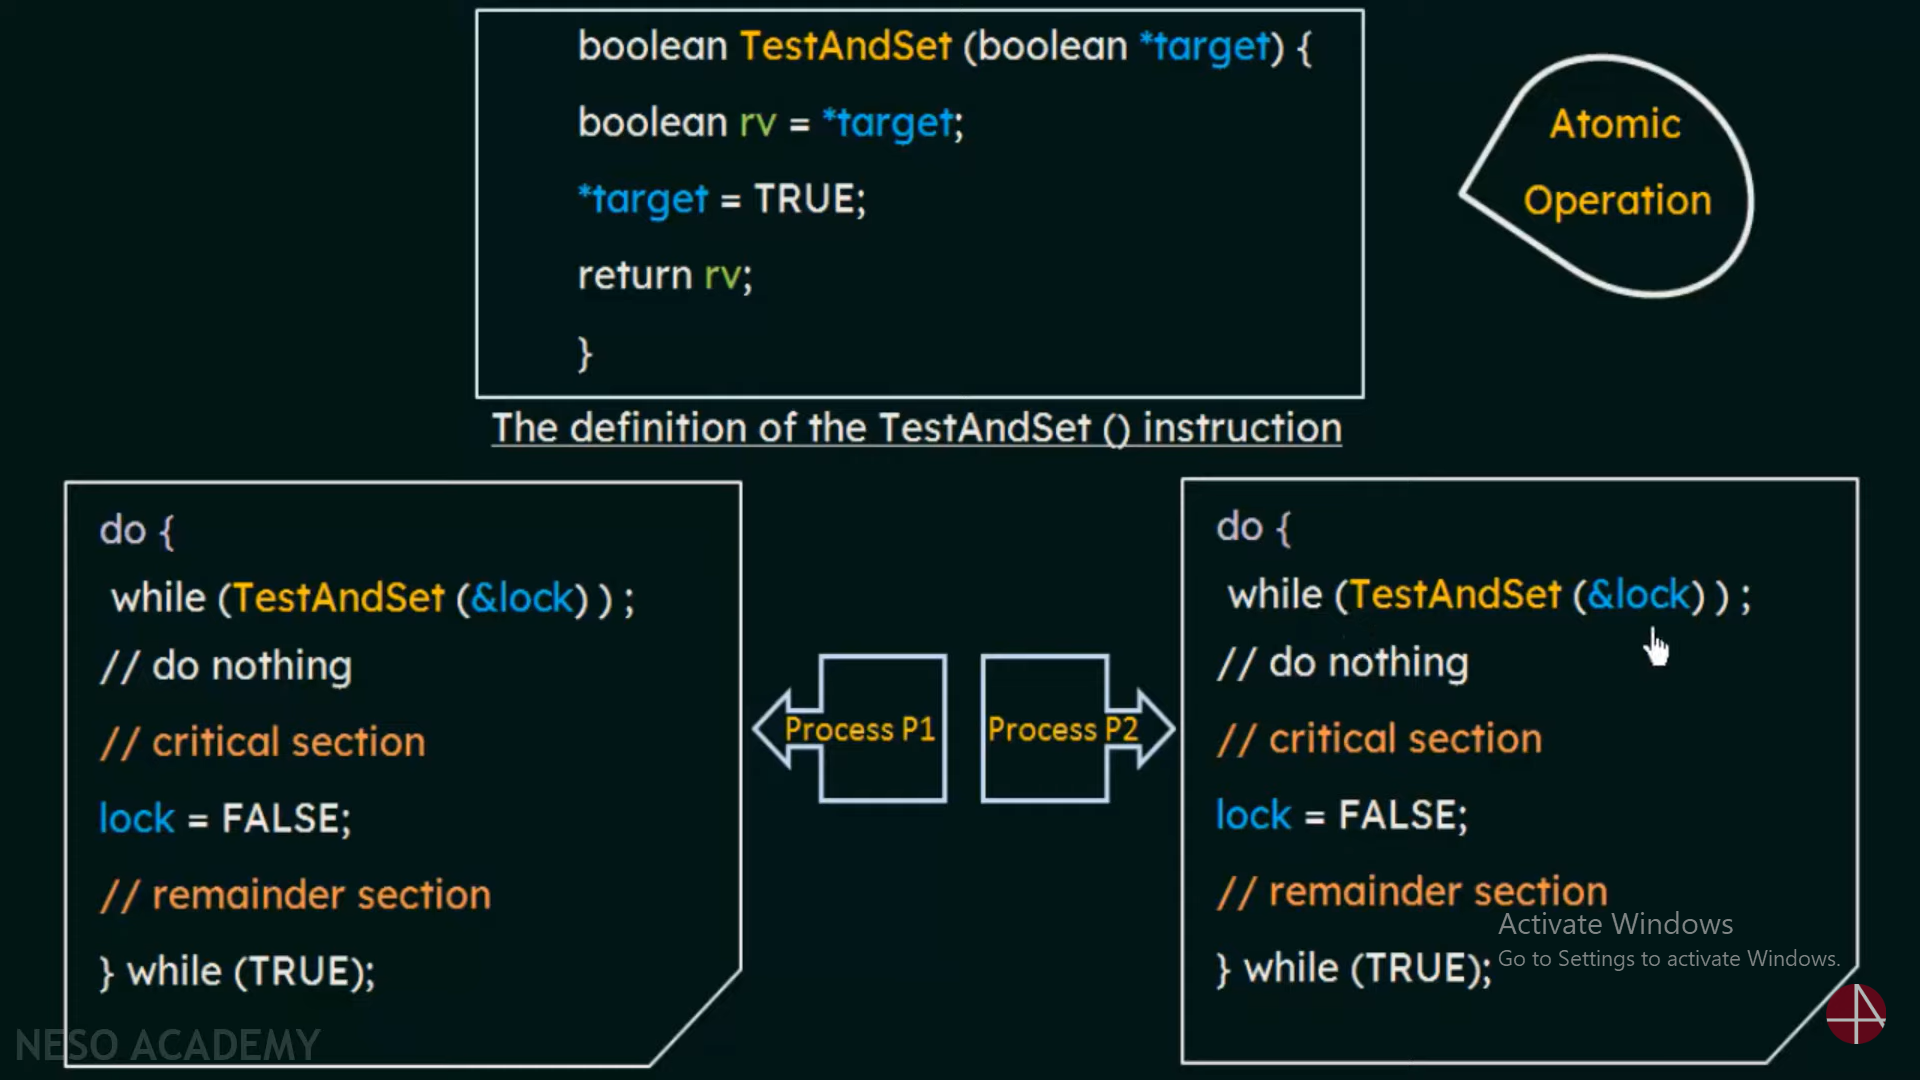 boolean TestAndSet (boolean *target) {
boolean rv = *target;
*target = TRUE;
return rv;
}
Atomic
Operation
The definition of the TestAndSet () instruction
do {
while (TestAndSet (&lock) ) ;
// do nothing
// critical section
lock = FALSE;
// remainder section
} while (TRUE);
Process P1
Process P2
do {
while (TestAndSet (&lock) ) ;
// do nothing
// critical section
lock = FALSE;
// remainder section
} while (TRUE);
Activate Windows
Go to Settings to activate Windows.
NESO ACADEMY